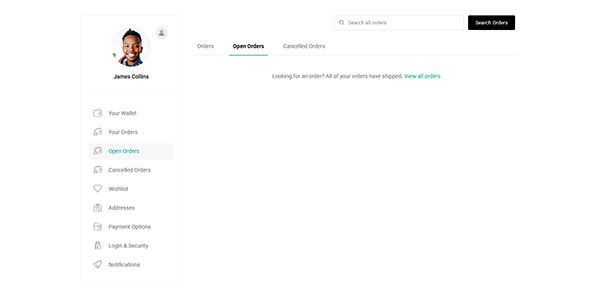 Search all orders
Search Orders
James Collins
Orders
Open Orders
Cancelled Orders
Looking for an order? All of your orders have shipped. View all orders
Your Wallet
Your Orders
Open Orders
Cancelled Orders
Wishlist
Addresses
Payment Options
Login & Security
Notifications